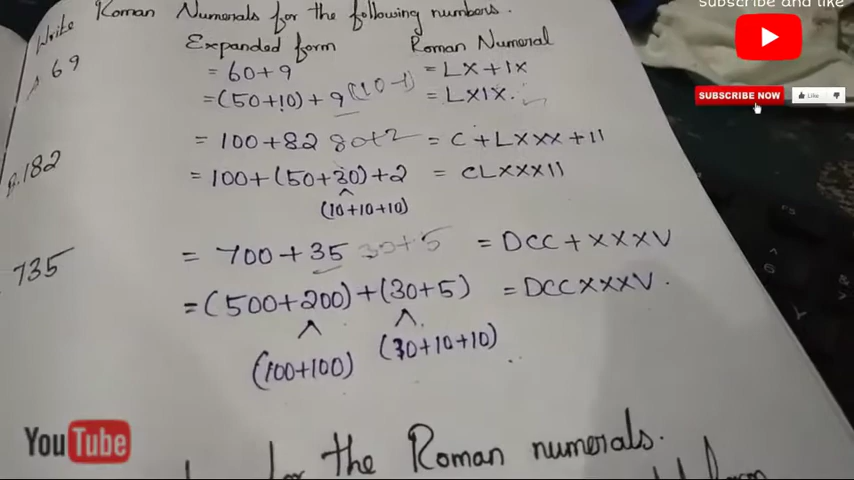 Subscribe and like
Write Roman Numerals for the following numbers.
Expanded form Roman Numeral
69 = 60+9 = LX+IX
=(50+10)+9(10-1) = LXIX.
SUBSCRIBE NOW Like
182 = 100+82 80+2 = C+LXXX+II
= 100+(50+30)+2 = CLXXXII
(10+10+10)
735 = 700+35 30+5 = DCC+XXXV
=(500+200)+(30+5) = DCCXXXV.
(100+100) (10+10+10)
YouTube
for the Roman numerals.